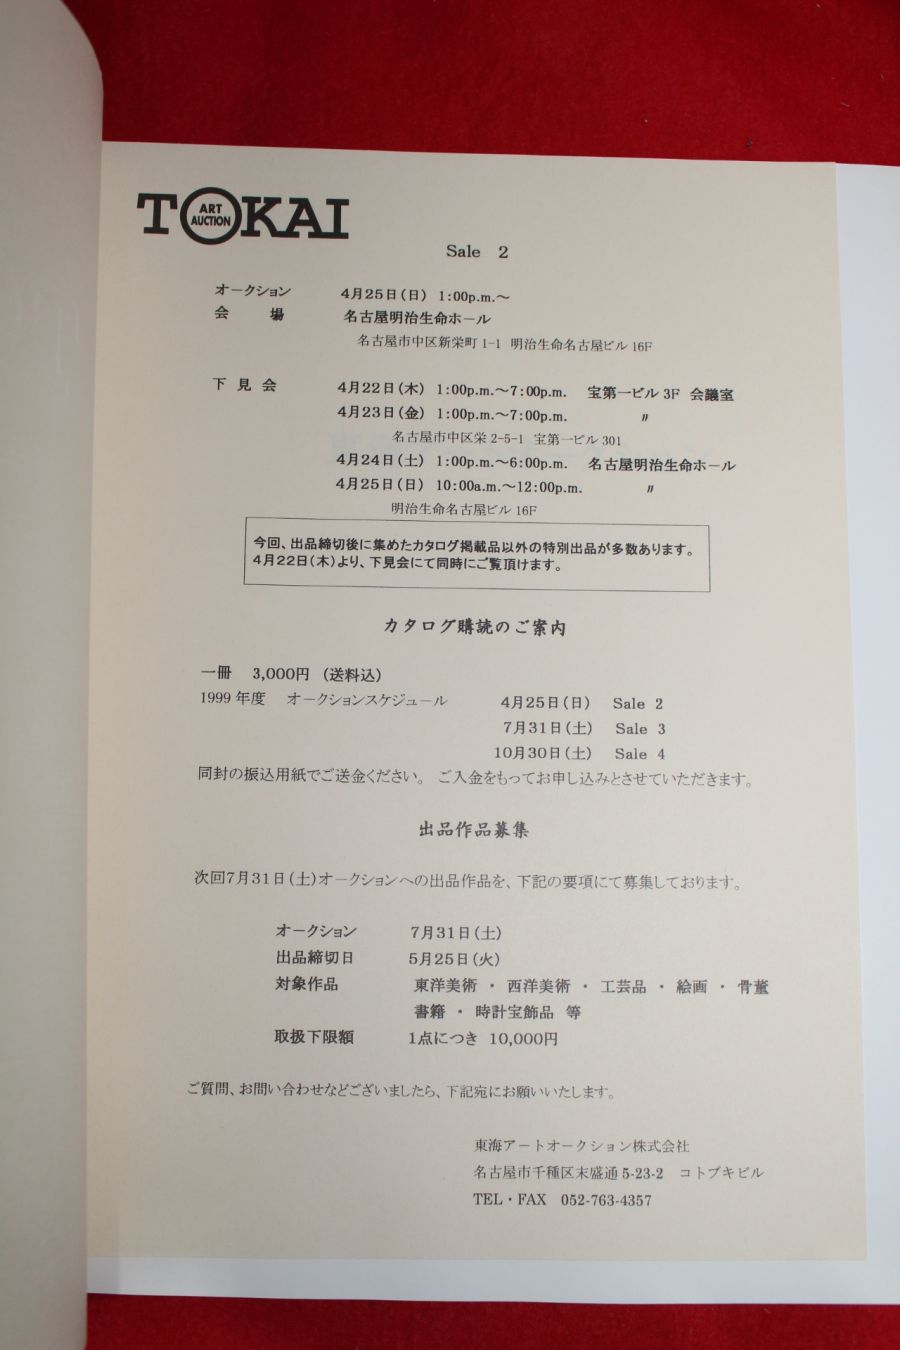 TOKAI
ART AUCTION
Sale 2
オークション 4月25日(日) 1:00p.m.～
会場 名古屋明治生命ホール
名古屋市中区新栄町1-1 明治生命名古屋ビル16F
下見会 4月22日(木) 1:00p.m.～7:00p.m. 宝第一ビル3F 会議室
4月23日(金) 1:00p.m.～7:00p.m. 〃
名古屋市中区栄2-5-1 宝第一ビル301
4月24日(土) 1:00p.m.～6:00p.m. 名古屋明治生命ホール
4月25日(日) 10:00a.m.～12:00p.m. 〃
明治生命名古屋ビル16F
今回、出品締切後に集めたカタログ掲載品以外の特別出品が多数あります。
4月22日(木)より、下見会にて同時にご覧頂けます。
カタログ購読のご案内
一冊 3,000円 (送料込)
1999年度 オークションスケジュール 4月25日(日) Sale 2
7月31日(土) Sale 3
10月30日(土) Sale 4
同封の振込用紙でご送金ください。 ご入金をもってお申し込みとさせていただきます。
出品作品募集
次回7月31日(土)オークションへの出品作品を、下記の要項にて募集しております。
オークション 7月31日(土)
出品締切日 5月25日(火)
対象作品 東洋美術・西洋美術・工芸品・絵画・骨董
書籍・時計宝飾品 等
取扱下限額 1点につき 10,000円
ご質問、お問い合わせなどございましたら、下記宛にお願いいたします。
東海アートオークション株式会社
名古屋市千種区末盛通5-23-2 コトブキビル
TEL・FAX 052-763-4357